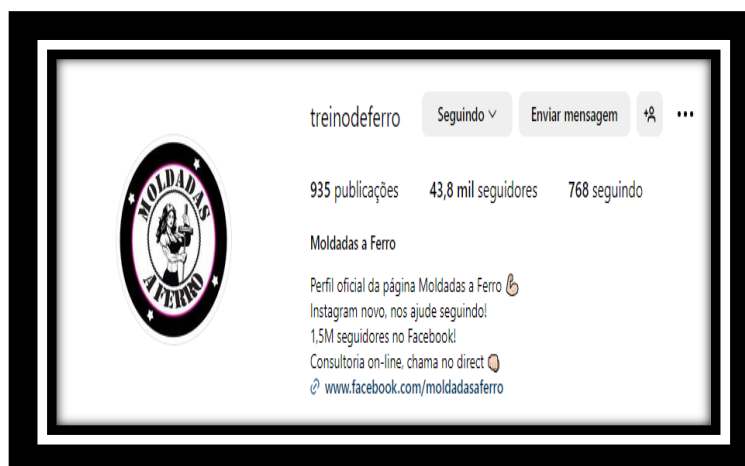 treinodeferro Seguindo Enviar mensagem
935 publicações 43,8 mil seguidores 768 seguindo
MOLDADAS
A FERRO
Moldadas a Ferro
Perfil oficial da página Moldadas a Ferro 💪🏼
Instagram novo, nos ajude seguindo!
1,5M seguidores no Facebook!
Consultoria on-line, chama no direct 👊🏼
www.facebook.com/moldadasaferro